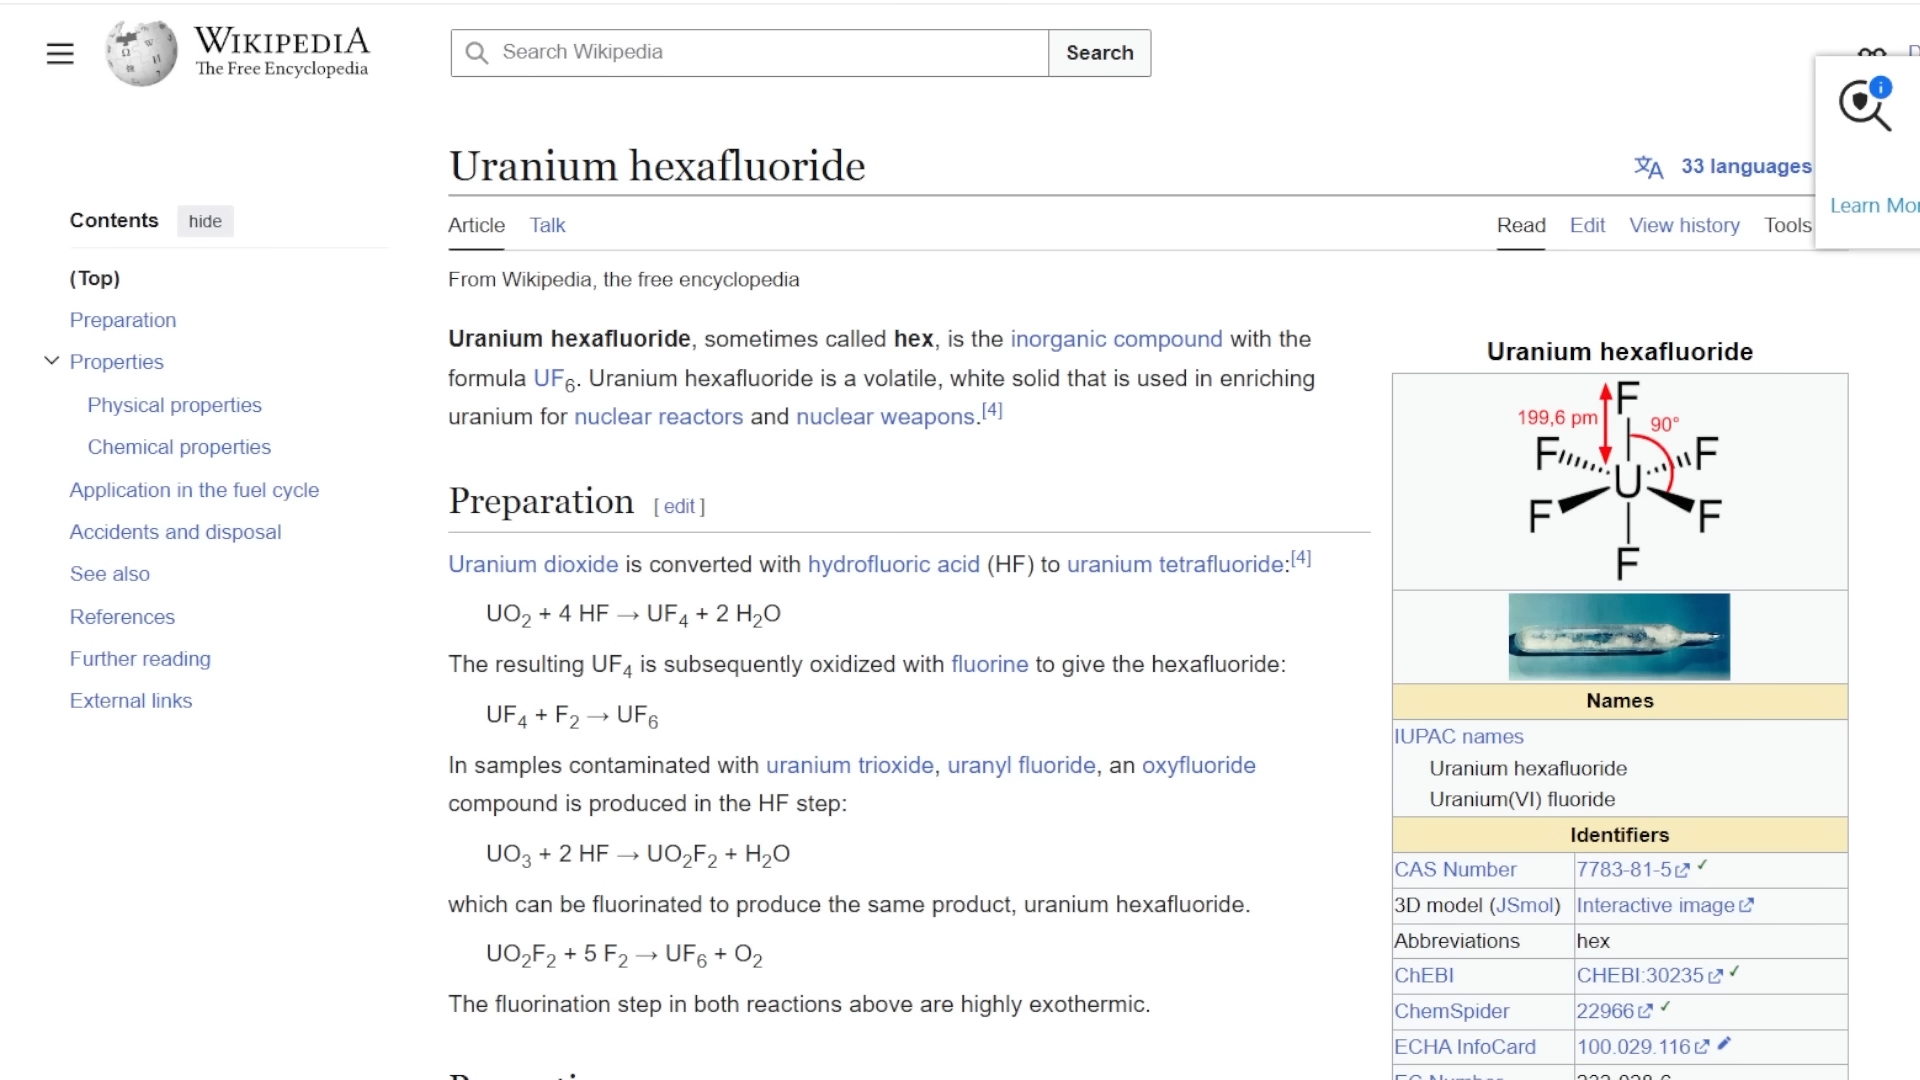 WIKIPEDIA
The Free Encyclopedia
Search Wikipedia
Search
Uranium hexafluoride
33 languages
Learn Mor
Contents hide
Article Talk
Read Edit View history Tools
(Top)
Preparation
Properties
Physical properties
Chemical properties
Application in the fuel cycle
Accidents and disposal
See also
References
Further reading
External links
From Wikipedia, the free encyclopedia
Uranium hexafluoride, sometimes called hex, is the inorganic compound with the
formula UF₆. Uranium hexafluoride is a volatile, white solid that is used in enriching
uranium for nuclear reactors and nuclear weapons.[4]
Preparation [ edit ]
Uranium dioxide is converted with hydrofluoric acid (HF) to uranium tetrafluoride:[4]
UO₂ + 4 HF → UF₄ + 2 H₂O
The resulting UF₄ is subsequently oxidized with fluorine to give the hexafluoride:
UF₄ + F₂ → UF₆
In samples contaminated with uranium trioxide, uranyl fluoride, an oxyfluoride
compound is produced in the HF step:
UO₃ + 2 HF → UO₂F₂ + H₂O
which can be fluorinated to produce the same product, uranium hexafluoride.
UO₂F₂ + 5 F₂ → UF₆ + O₂
The fluorination step in both reactions above are highly exothermic.
Uranium hexafluoride
F
199,6 pm 90°
F F
U
F F
F
Names
IUPAC names
Uranium hexafluoride
Uranium(VI) fluoride
Identifiers
CAS Number 7783-81-5
3D model (JSmol) Interactive image
Abbreviations hex
ChEBI CHEBI:30235
ChemSpider 22966
ECHA InfoCard 100.029.116